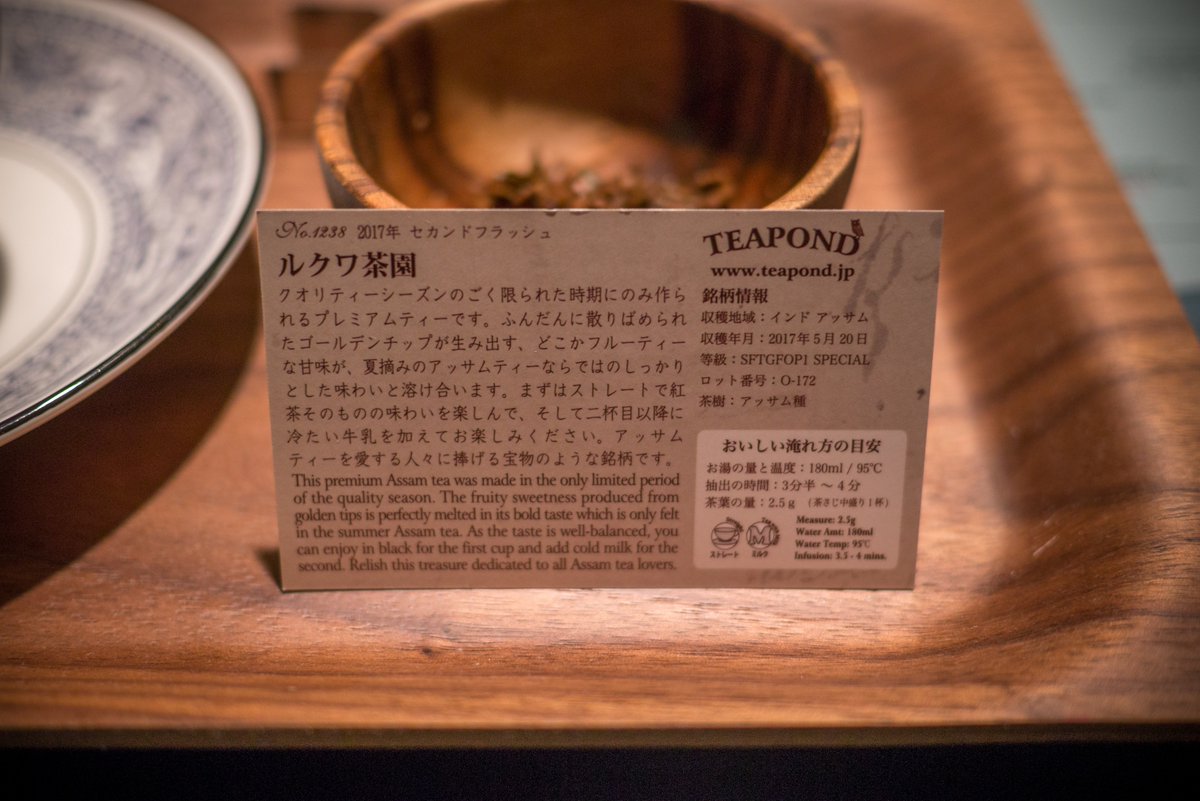 No.1238 2017年 セカンドフラッシュ
ルクワ茶園
クオリティーシーズンのごく限られた時期にのみ作ら
れるプレミアムティーです。ふんだんに散りばめられ
たゴールデンチップが生み出す、どこかフルーティー
な甘味が、夏摘みのアッサムティーならではのしっかり
とした味わいと溶け合います。まずはストレートで紅
茶そのものの味わいを楽しんで、そして二杯目以降に
冷たい牛乳を加えてお楽しみください。アッサム
ティーを愛する人々に捧げる宝物のような銘柄です。
This premium Assam tea was made in the only limited period
of the quality season. The fruity sweetness produced from
golden tips is perfectly melted in its bold taste which is only felt
in the summer Assam tea. As the taste is well-balanced, you
can enjoy in black for the first cup and add cold milk for the
second. Relish this treasure dedicated to all Assam tea lovers.
TEAPOND
www.teapond.jp
銘柄情報
収穫地域：インド アッサム
収穫年月：2017年5月20日
等級：SFTGFOP1 SPECIAL
ロット番号：O-172
茶樹：アッサム種
おいしい淹れ方の目安
お湯の量と温度：180ml / 95℃
抽出の時間：3分半 〜 4分
茶葉の量：2.5g （茶さじ中盛り1杯）
ストレート ミルク
Measure: 2.5g
Water Amt: 180ml
Water Temp: 95℃
Infusion: 3.5 - 4 mins.